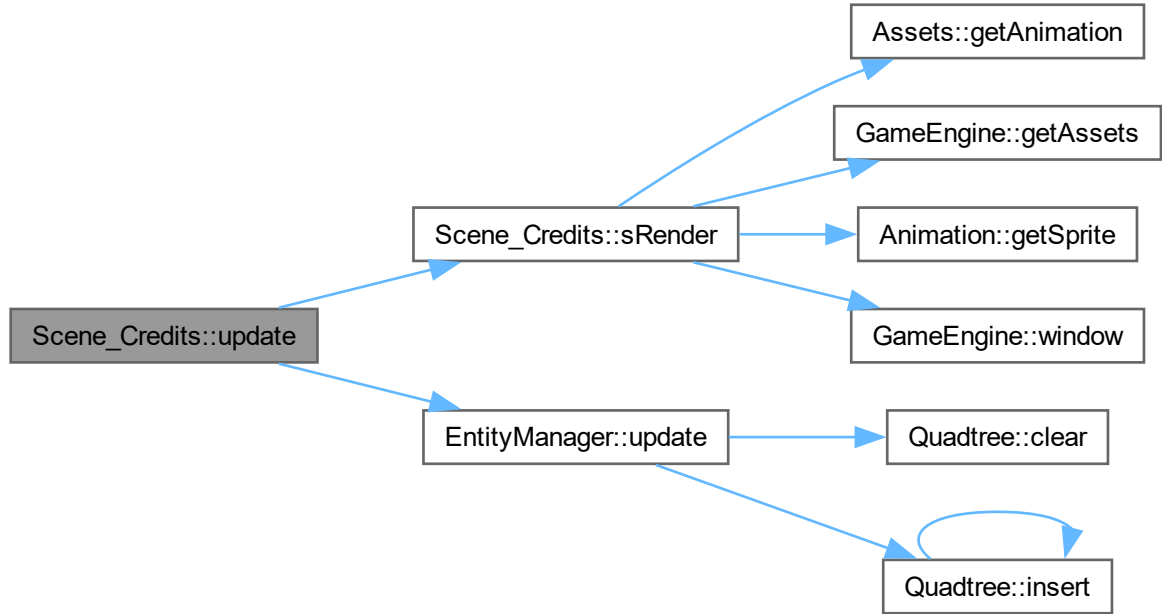 Assets::getAnimation
GameEngine::getAssets
Scene_Credits::sRender
Animation::getSprite
Scene_Credits::update
GameEngine::window
EntityManager::update
Quadtree::clear
Quadtree::insert